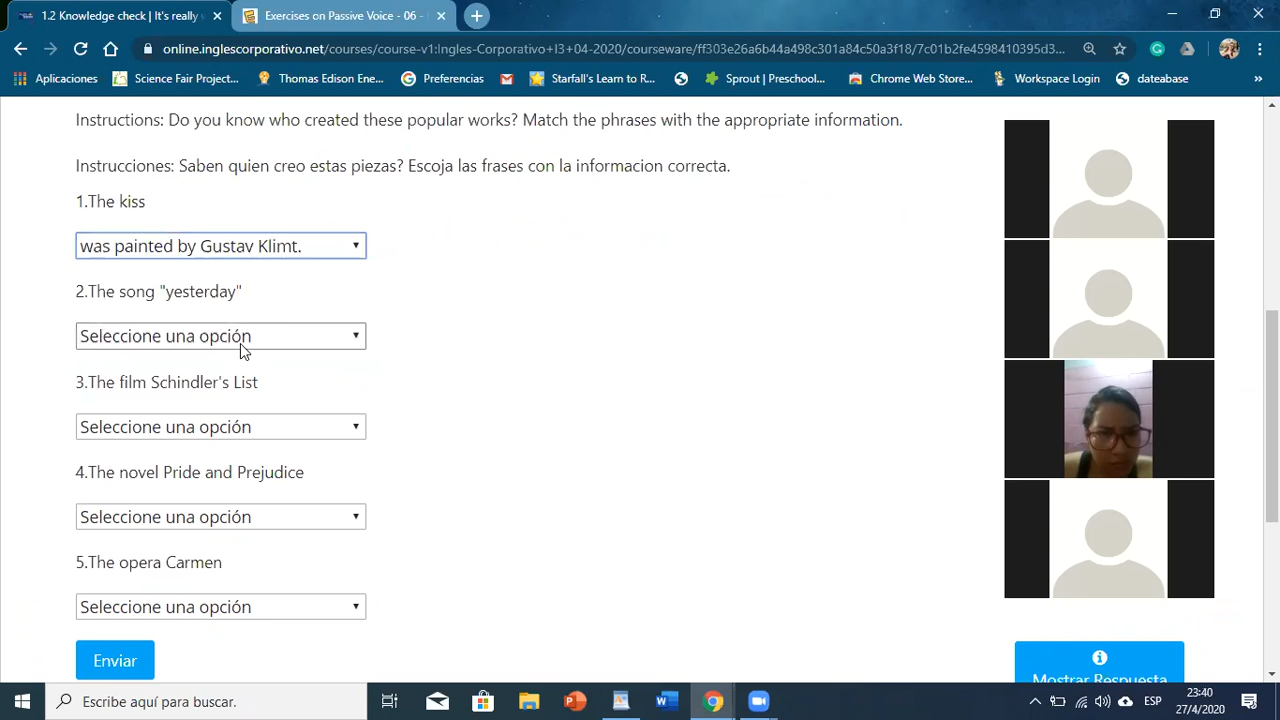 1.2 Knowledge check | It's really
Exercises on Passive Voice - 06 -
online.inglescorporativo.net/courses/course-v1:Ingles-Corporativo+I3+04-2020/courseware/ff303e26a6b44a498c301a84c50a3f18/7c01b2fe4598410395d3...
Aplicaciones
Science Fair Project...
Thomas Edison Ene...
Preferencias
Starfall's Learn to R...
Sprout | Preschool...
Chrome Web Store...
Workspace Login
dateabase
»
Instructions: Do you know who created these popular works? Match the phrases with the appropriate information.
Instrucciones: Saben quien creo estas piezas? Escoja las frases con la informacion correcta.
1.The kiss
was painted by Gustav Klimt.
2.The song "yesterday"
Seleccione una opción
3.The film Schindler's List
Seleccione una opción
4.The novel Pride and Prejudice
Seleccione una opción
5.The opera Carmen
Seleccione una opción
Enviar
Mostrar Respuesta
Escribe aquí para buscar.
ESP
23:40
27/4/2020